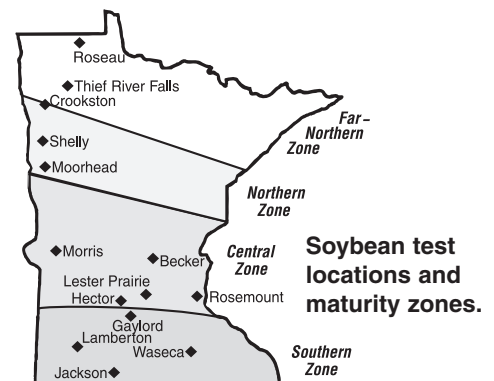 Roseau
Thief River Falls
Crookston
Far–
Northern
Zone
Shelly
Moorhead
Northern
Zone
Morris
Becker
Central
Zone
Soybean test
locations and
maturity zones.
Lester Prairie
Hector
Rosemount
Gaylord
Lamberton
Waseca
Southern
Zone
Jackson